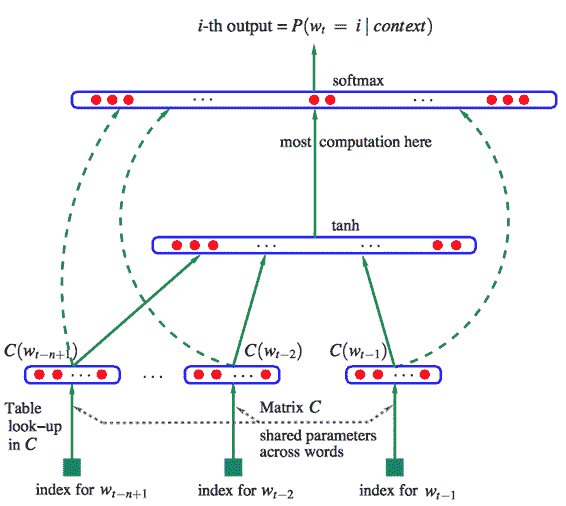 i-th output = P(w_t = i | context)
softmax
... ...
most computation here
tanh
... ...
C(w_{t−n+1}) C(w_{t−2}) C(w_{t−1})
... ... ... ...
Table
look−up
in C
Matrix C
shared parameters
across words
index for w_{t−n+1} index for w_{t−2} index for w_{t−1}